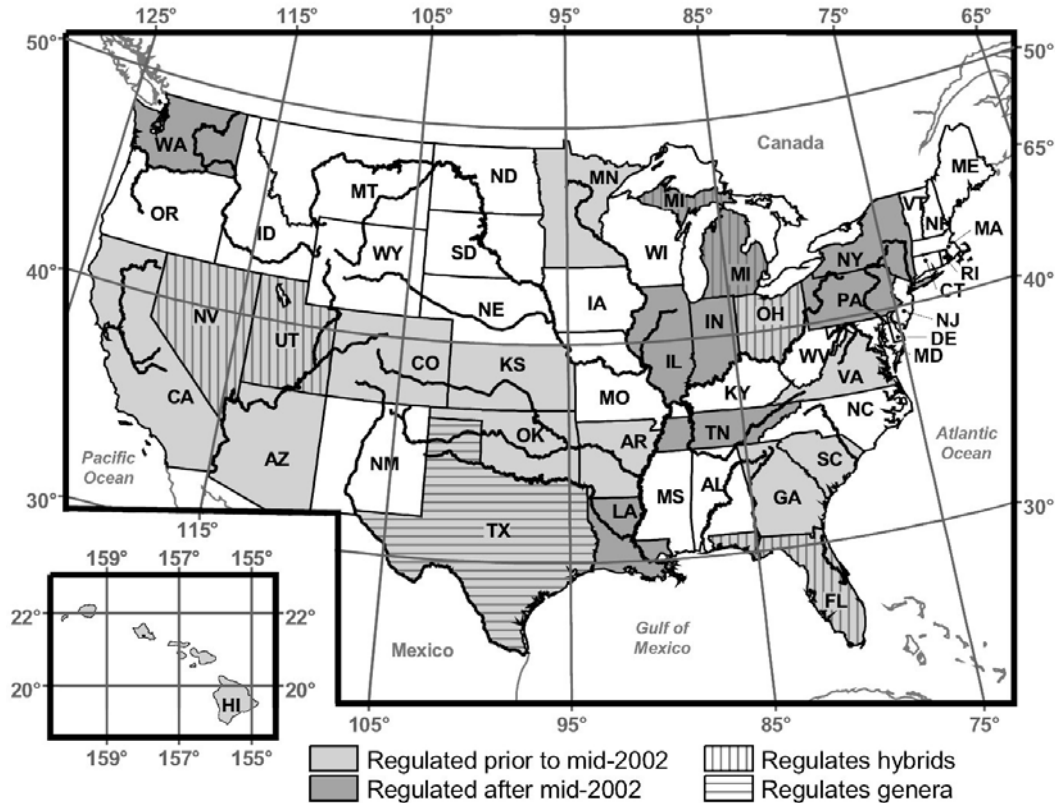 125° 115° 105° 95° 85° 75° 65°
50° 50°
Canada
65°
WA MT ND MN ME
OR ID MI VT NH MA
WY SD WI MI NY RI
40° 40°
NE IA PA CT
NV UT IL IN OH NJ
DE
CO KS WV MD
CA MO KY VA
NC
OK AR TN
Pacific
Ocean
AZ NM SC
Atlantic
Ocean
MS AL GA
30° 30°
TX LA
115°
FL
159° 157° 155°
Mexico
Gulf of
Mexico
22° 22°
20° 20°
HI
105° 95° 85° 75°
159° 157° 155°
Regulated prior to mid-2002 Regulates hybrids
Regulated after mid-2002 Regulates genera